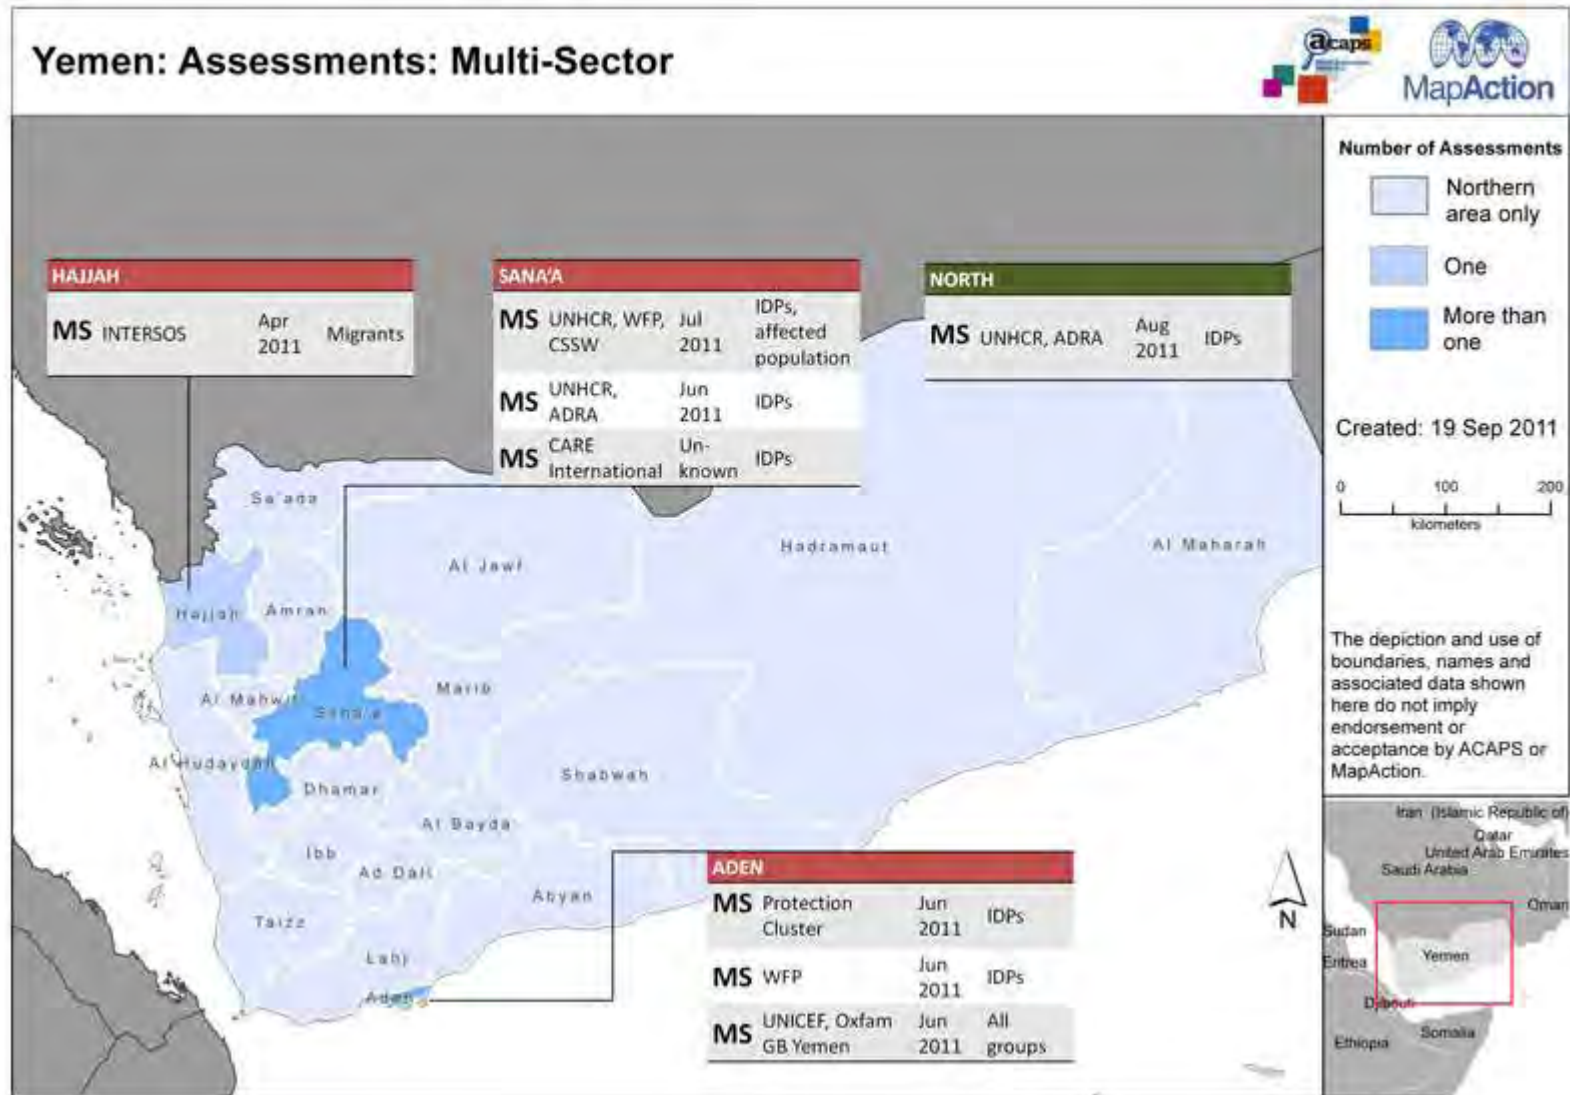 Yemen: Assessments: Multi-Sector
acaps
MapAction
HAJJAH
MS INTERSOS Apr 2011 Migrants
SANA'A
MS UNHCR, WFP, CSSW Jul 2011 IDPs, affected population
MS UNHCR, ADRA Jun 2011 IDPs
MS CARE International Un-known IDPs
NORTH
MS UNHCR, ADRA Aug 2011 IDPs
Number of Assessments
Northern
area only
One
More than
one
Created: 19 Sep 2011
0 100 200
kilometers
Sa'ada
Al Jawf
Hadramaut
Al Maharah
Hajjah
Amran
Al Mahwit
Sana'a
Marib
Al Hudaydah
Dhamar
Shabwah
Al Bayda
Ibb
Ad Dali
Abyan
Taizz
Lahj
Aden
ADEN
MS Protection Cluster Jun 2011 IDPs
MS WFP Jun 2011 IDPs
MS UNICEF, Oxfam GB Yemen Jun 2011 All groups
N
The depiction and use of
boundaries, names and
associated data shown
here do not imply
endorsement or
acceptance by ACAPS or
MapAction.
Iran (Islamic Republic of)
Qatar
United Arab Emirates
Saudi Arabia
Oman
Sudan
Eritrea
Yemen
Djibouti
Somalia
Ethiopia